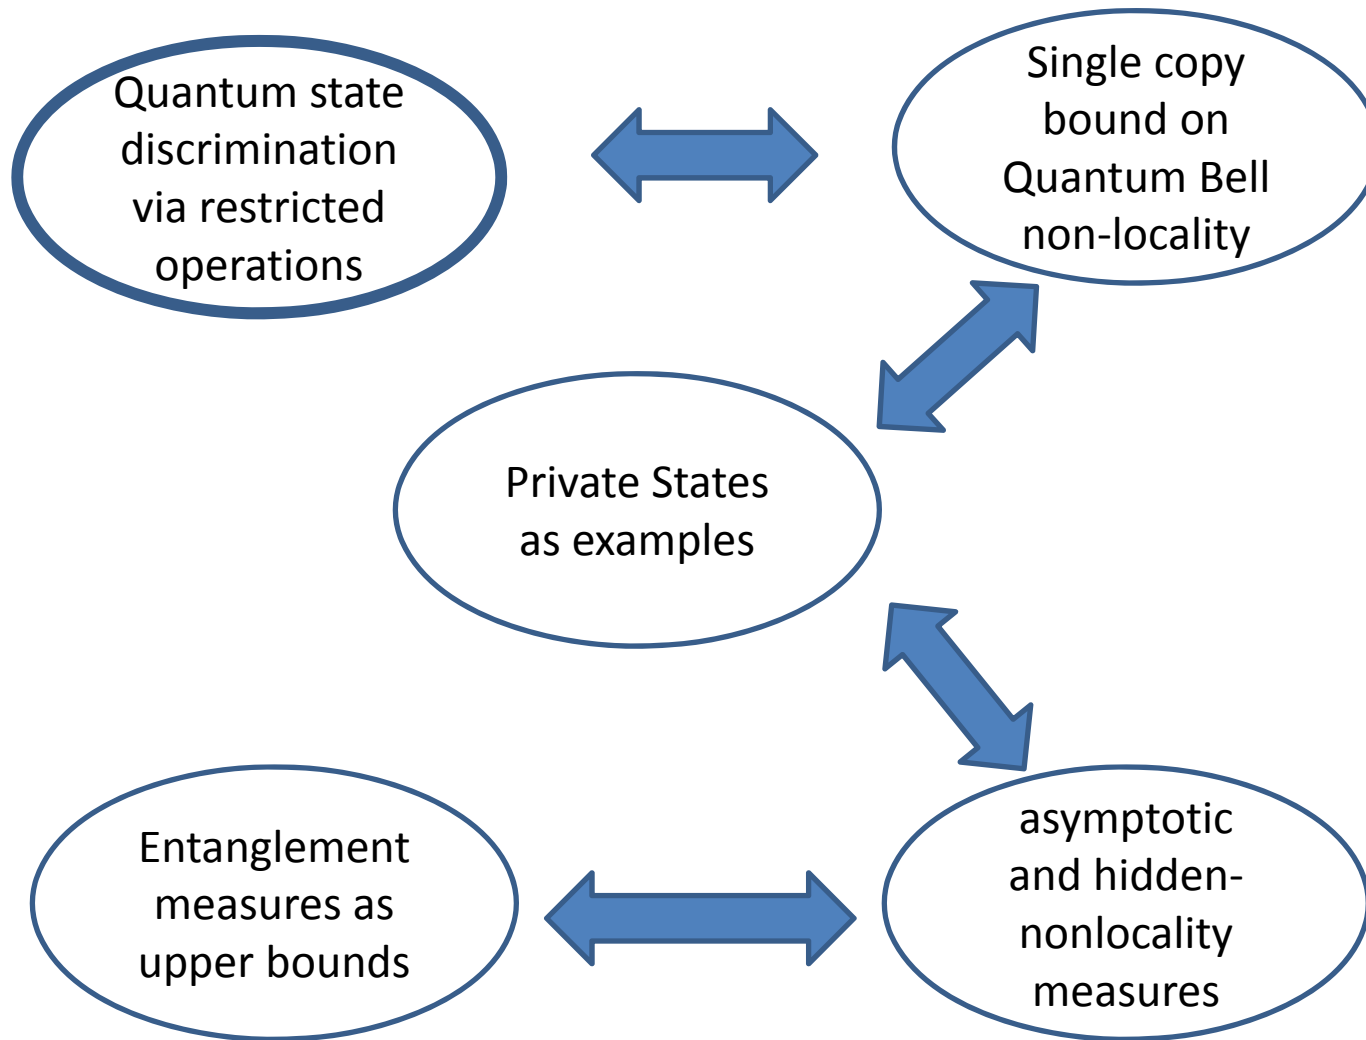 Quantum state
discrimination
via restricted
operations
Single copy
bound on
Quantum Bell
non-locality
Private States
as examples
Entanglement
measures as
upper bounds
asymptotic
and hidden-
nonlocality
measures